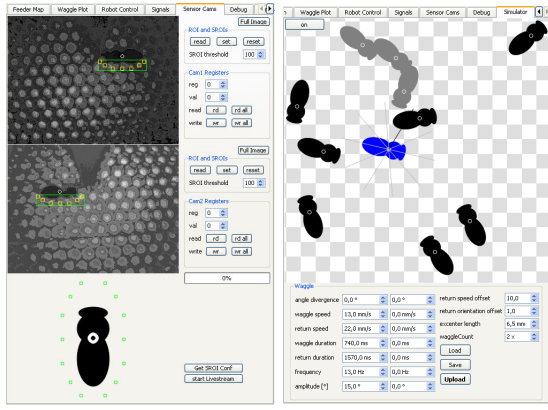 Feeder Map Waggle Plot Robot Control Signals Sensor Cams Debug
Full Image
ROI and SROIs
read set reset
SROI threshold 100
Cam1 Registers
reg 0
val 0
read rd rd all
write wr wr all
Full Image
ROI and SROIs
read set reset
SROI threshold 100
Cam2 Registers
reg 0
val 0
read rd rd all
write wr wr all
0%
Get SROI Conf
start Livestream
Waggle Plot Robot Control Signals Sensor Cams Debug Simulator
on
Waggle
angle divergence 0,0 ° 0,0 ° return speed offset 10,0
waggle speed 13,0 mm/s 0,0 mm/s return orientation offset 1,0
return speed 22,0 mm/s 0,0 mm/s excenter length 6,5 mm
waggle duration 740,0 ms 0,0 ms waggleCount 2 x
return duration 1570,0 ms 0,0 ms Load
frequency 13,0 Hz 0,0 Hz Save
amplitude [°] 15,0 ° 0,0 ° Upload